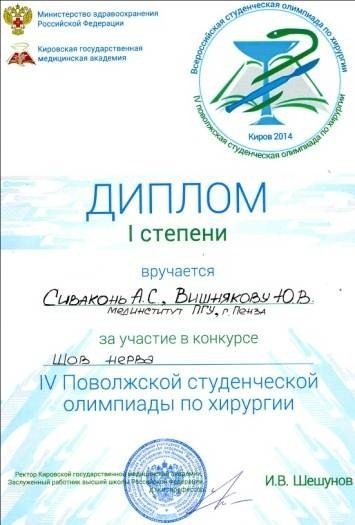 Министерство здравоохранения
Российской Федерации
Кировская государственная
медицинская академия
Всероссийская студенческая олимпиада по хирургии
IV поволжская студенческая олимпиада по хирургии
Киров 2014
ДИПЛОМ
I степени
вручается
Сиваконь А.С., Вишнякову Ю.В.
мединститут ПГУ, г. Пенза
за участие в конкурсе
Шов нерва
IV Поволжской студенческой
олимпиады по хирургии
Ректор Кировской государственной медицинской академии,
Заслуженный работник высшей школы Российской Федерации,
И.В. Шешунов